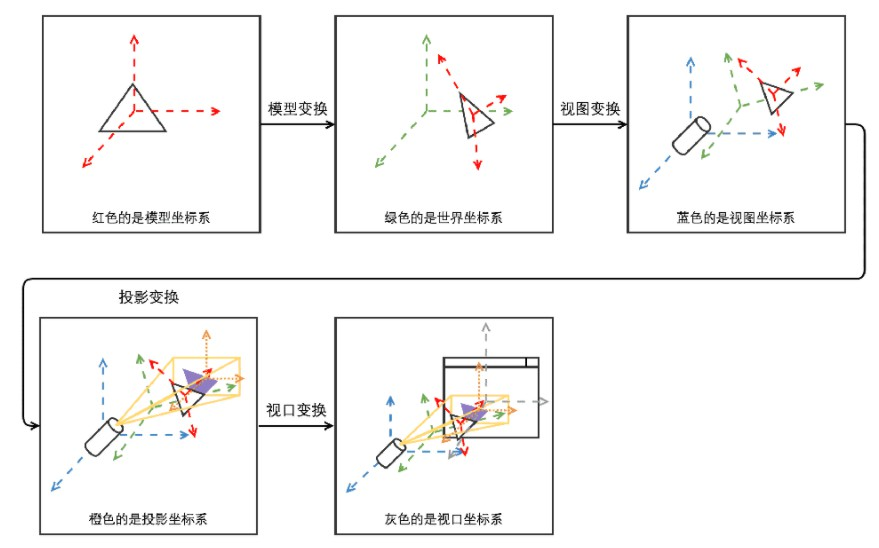 模型变换
视图变换
红色的是模型坐标系
绿色的是世界坐标系
蓝色的是视图坐标系
投影变换
视口变换
橙色的是投影坐标系
灰色的是视口坐标系